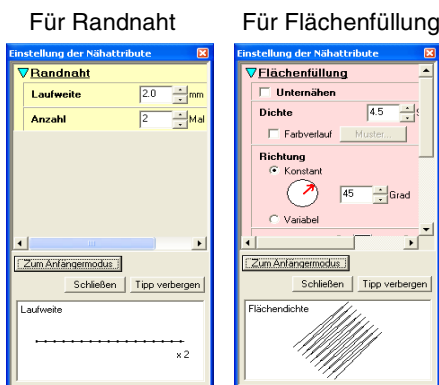 Für Randnaht
Für Flächenfüllung
Einstellung der Nähattribute
Randnaht
Laufweite 2.0 mm
Anzahl 2 Mal
Zum Anfängermodus
Schließen Tipp verbergen
Laufweite
x 2
Einstellung der Nähattribute
Flächenfüllung
Unternähen
Dichte 4.5
Farbverlauf Muster...
Richtung
Konstant
45 Grad
Variabel
Zum Anfängermodus
Schließen Tipp verbergen
Flächendichte